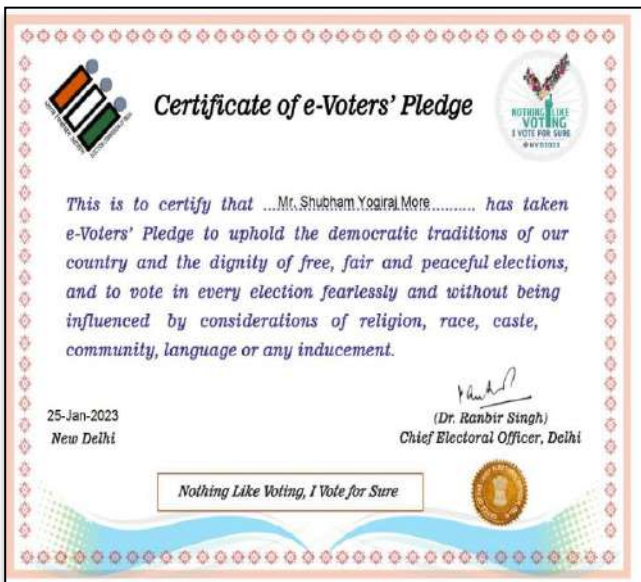 Certificate of e-Voters' Pledge
NOTHING LIKE
VOTING
I VOTE FOR SURE
#NVD2023
This is to certify that ...Mr. Shubham Yogiraj More.......... has taken
e-Voters' Pledge to uphold the democratic traditions of our
country and the dignity of free, fair and peaceful elections,
and to vote in every election fearlessly and without being
influenced by considerations of religion, race, caste,
community, language or any inducement.
25-Jan-2023
New Delhi
(Dr. Ranbir Singh)
Chief Electoral Officer, Delhi
Nothing Like Voting, I Vote for Sure